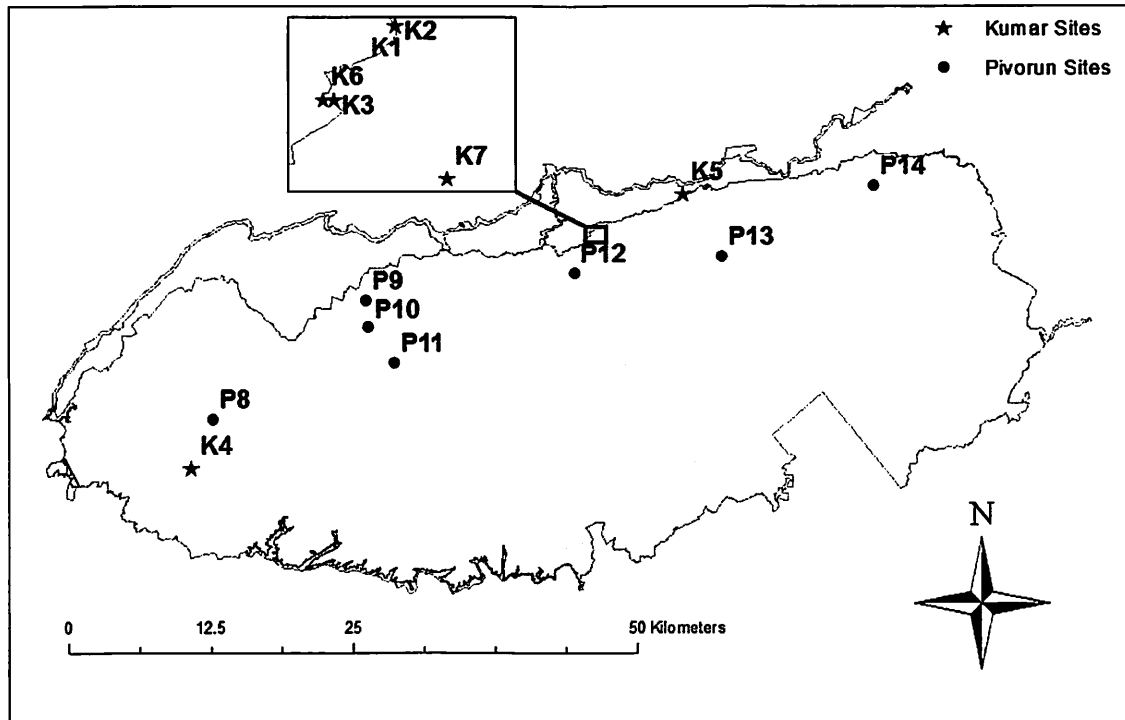 K2
K1
K6
K3
K7
Kumar Sites
Pivorun Sites
K5
P14
P13
P12
P9
P10
P11
P8
K4
N
0 12.5 25 50 Kilometers